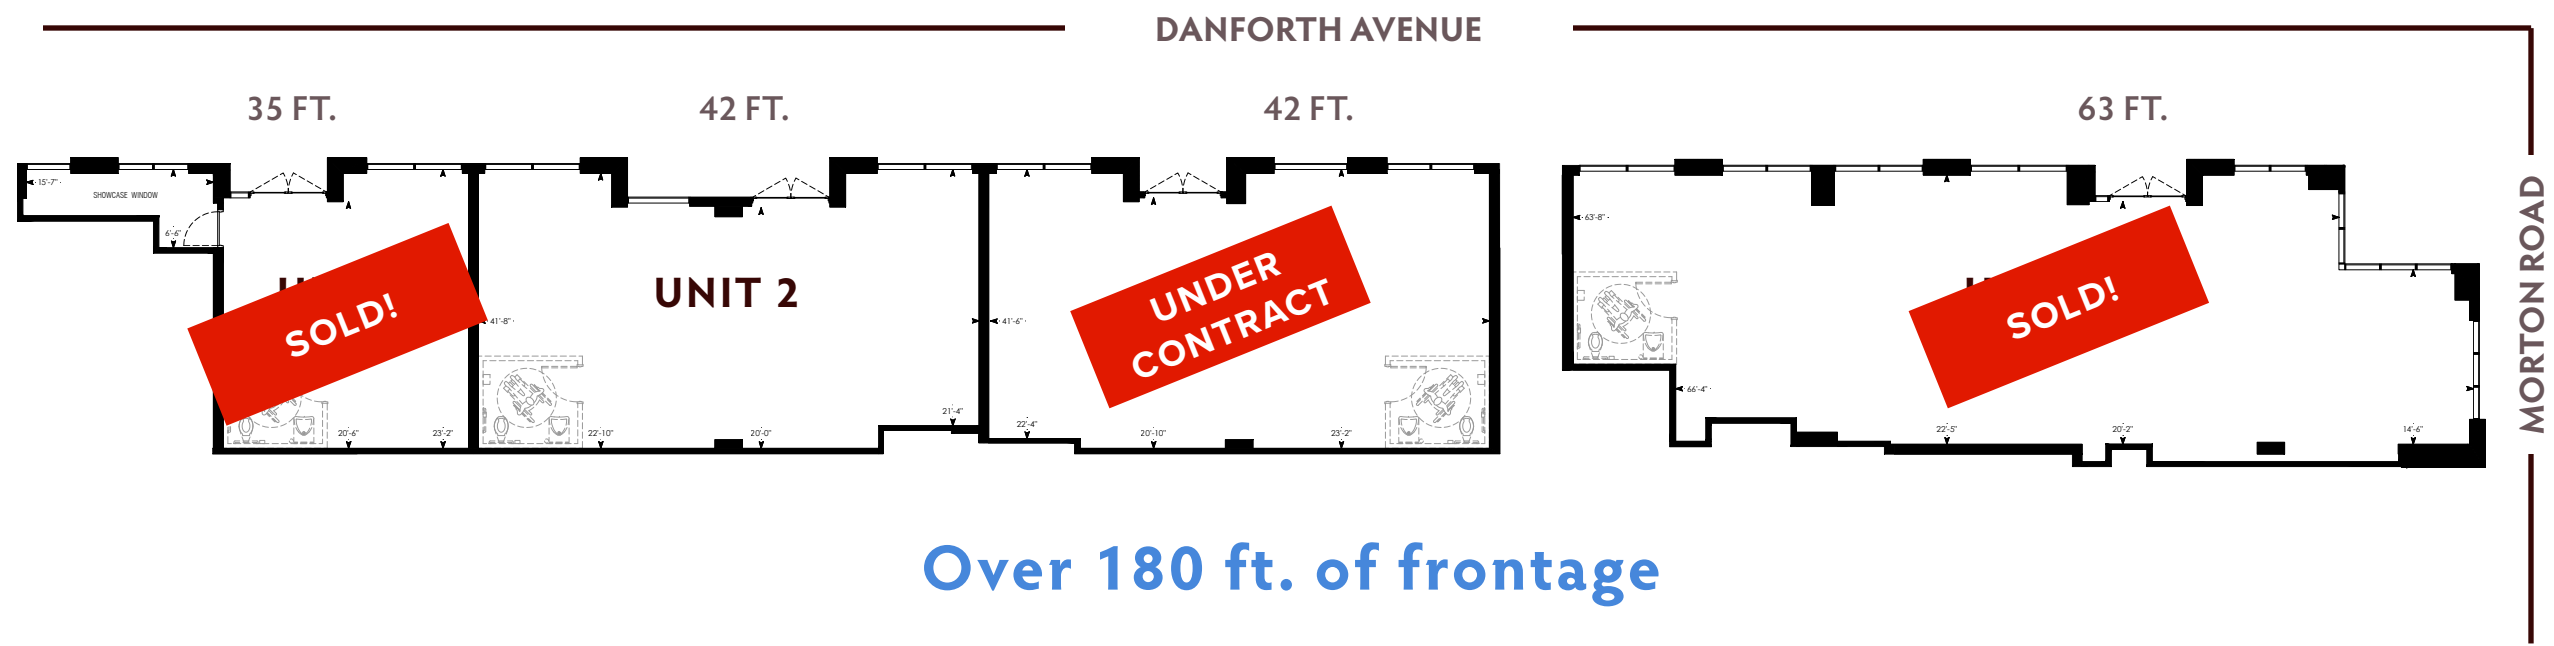 DANFORTH AVENUE
35 FT.
42 FT.
42 FT.
63 FT.
MORTON ROAD
15'-7"
SHOWCASE WINDOW
6'-6"
SOLD!
20'-6"
23'-2"
UNIT 2
41'-8"
22'-10"
20'-0"
21'-4"
41'-6"
UNDER
CONTRACT
22'-4"
20'-10"
23'-2"
63'-8"
SOLD!
66'-4"
22'-5"
20'-2"
14'-6"
Over 180 ft. of frontage